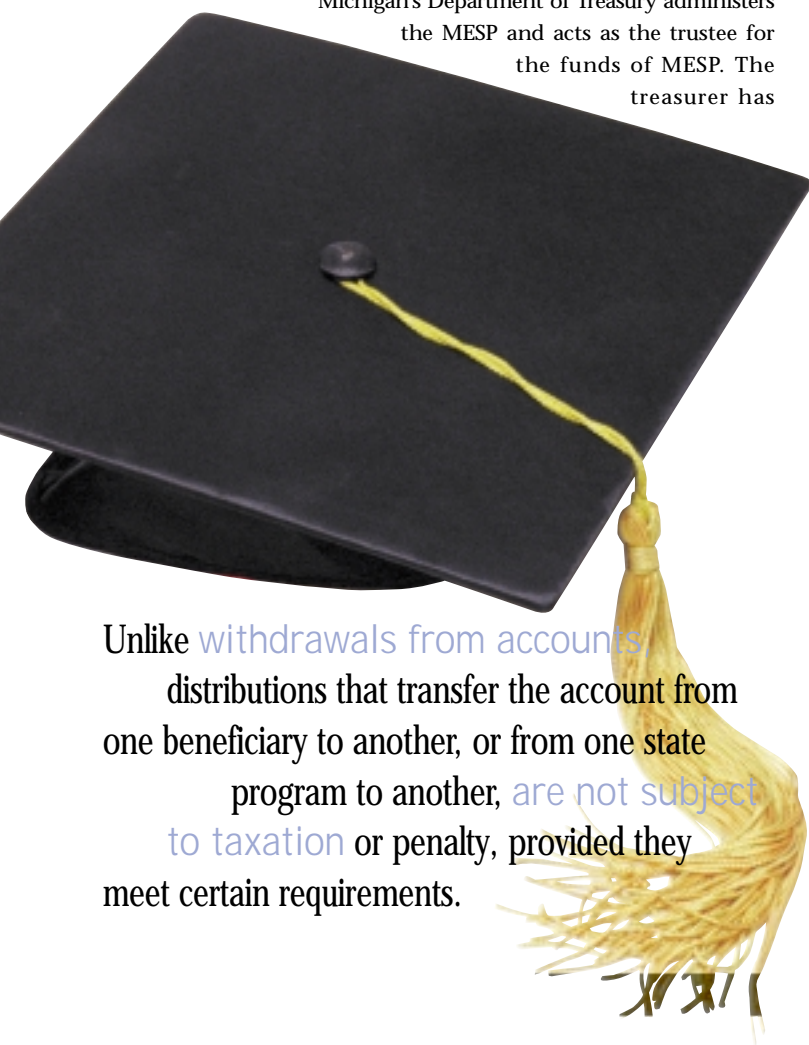 Michigan's Department of Treasury administers
the MESP and acts as the trustee for
the funds of MESP. The
treasurer has
Unlike withdrawals from accounts,
distributions that transfer the account from
one beneficiary to another, or from one state
program to another, are not subject
to taxation or penalty, provided they
meet certain requirements.